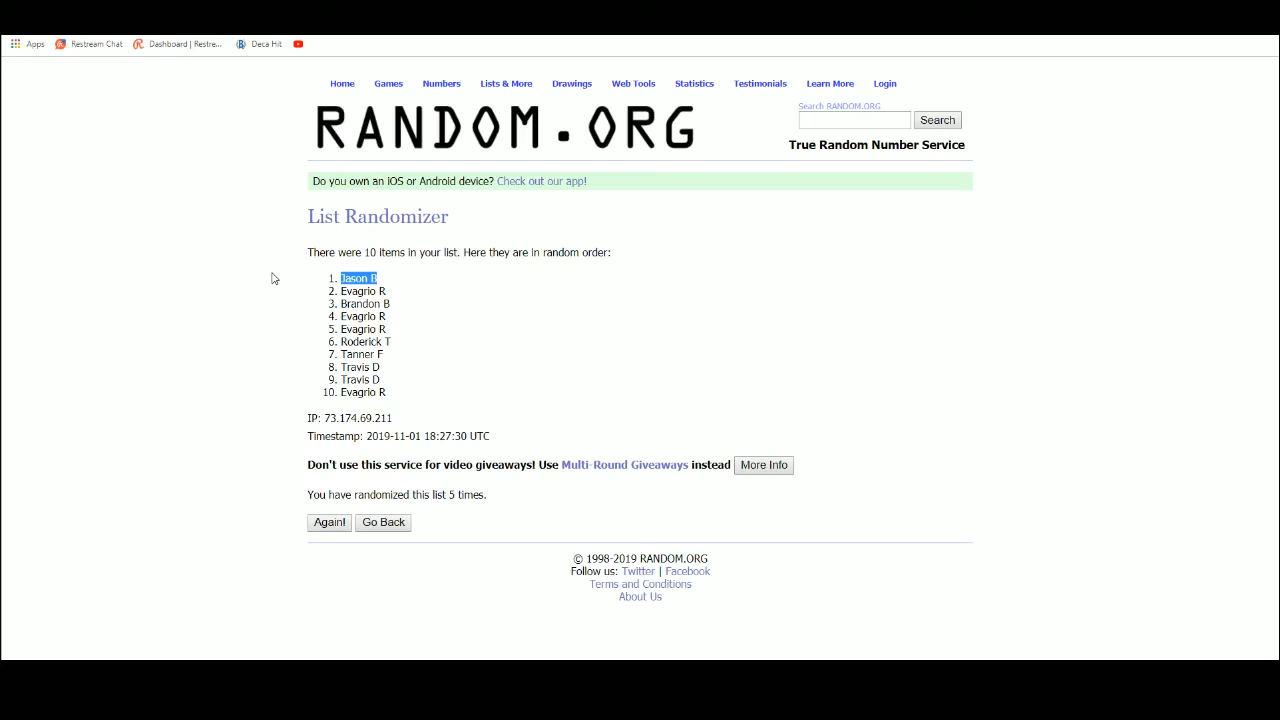 Apps Restream Chat Dashboard | Restre... Deca Hit
Home Games Numbers Lists & More Drawings Web Tools Statistics Testimonials Learn More Login
RANDOM.ORG
Search RANDOM.ORG
Search
True Random Number Service
Do you own an iOS or Android device? Check out our app!
List Randomizer
There were 10 items in your list. Here they are in random order:
1. Jason B
2. Evagrio R
3. Brandon B
4. Evagrio R
5. Evagrio R
6. Roderick T
7. Tanner F
8. Travis D
9. Travis D
10. Evagrio R
IP: 73.174.69.211
Timestamp: 2019-11-01 18:27:30 UTC
Don't use this service for video giveaways! Use Multi-Round Giveaways instead More Info
You have randomized this list 5 times.
Again! Go Back
© 1998-2019 RANDOM.ORG
Follow us: Twitter | Facebook
Terms and Conditions
About Us